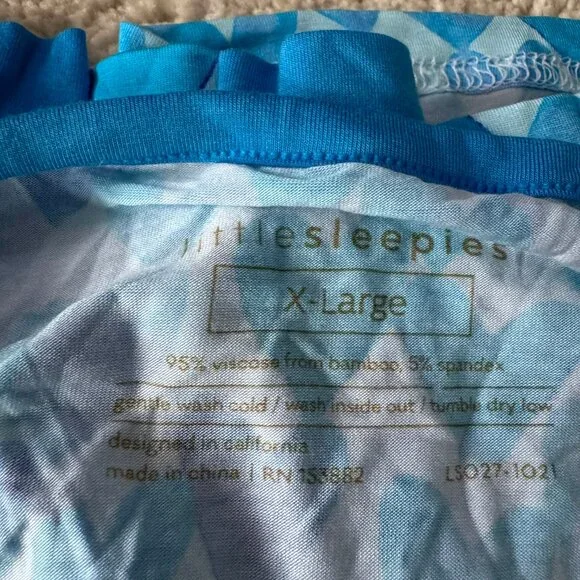 littlesleepies
X-Large
95% viscose from bamboo, 5% spandex
gentle wash cold / wash inside out / tumble dry low
designed in california
made in china | RN 153882 LS027-1021